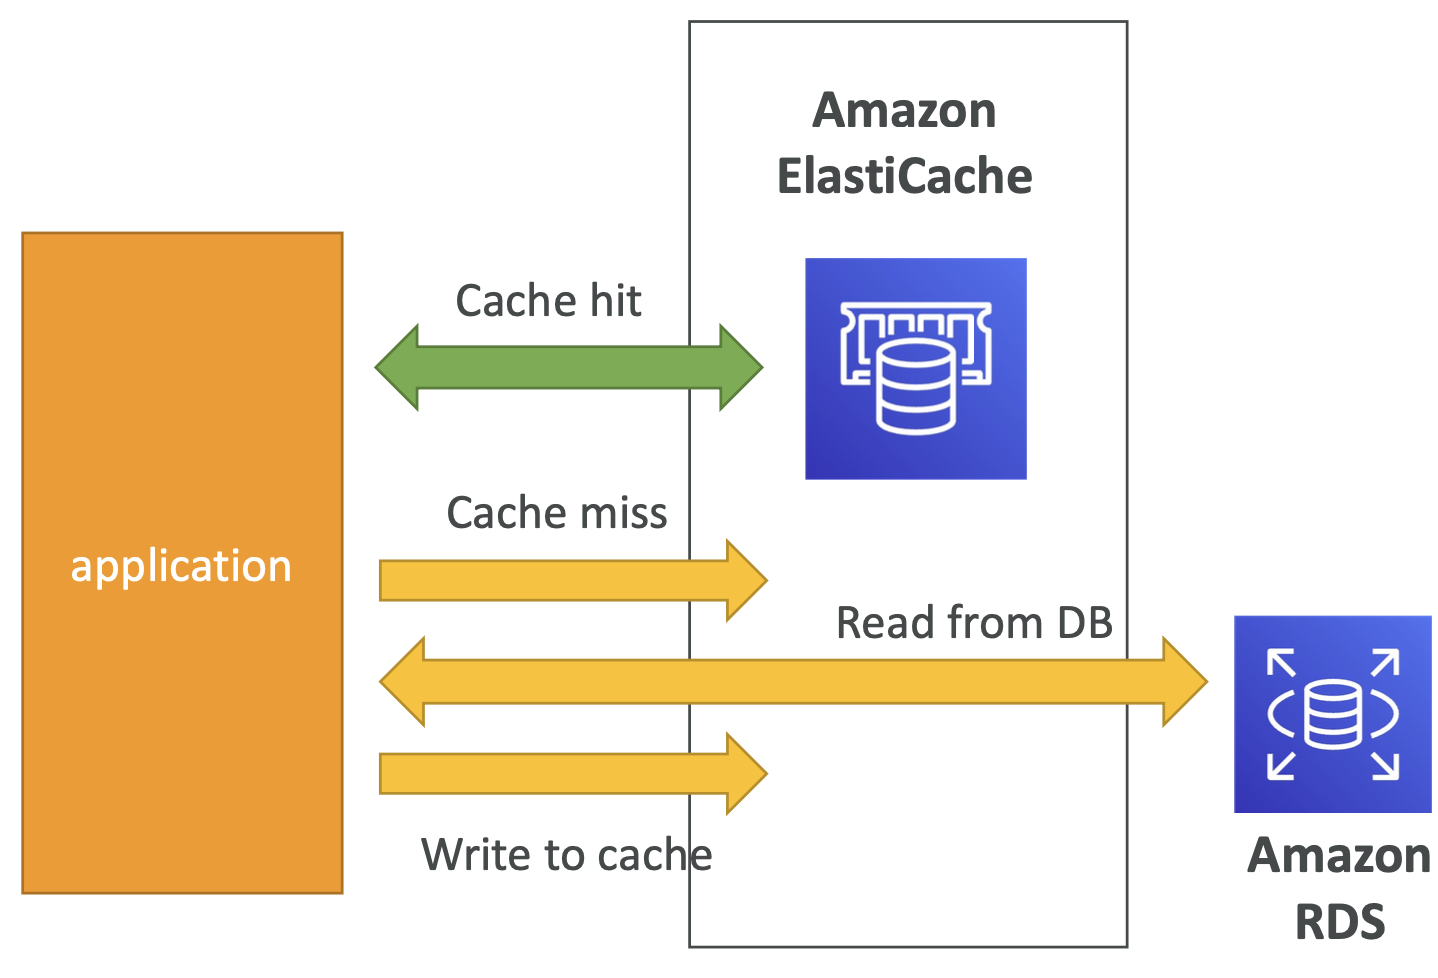 Amazon
ElastiCache
Cache hit
Cache miss
application
Read from DB
Write to cache
Amazon
RDS